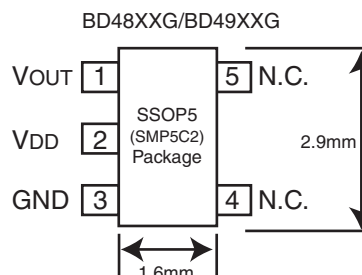 BD48XXG/BD49XXG
VOUT 1 5 N.C.
SSOP5
(SMP5C2)
VDD 2 Package 2.9mm
GND 3 4 N.C.
1.6mm